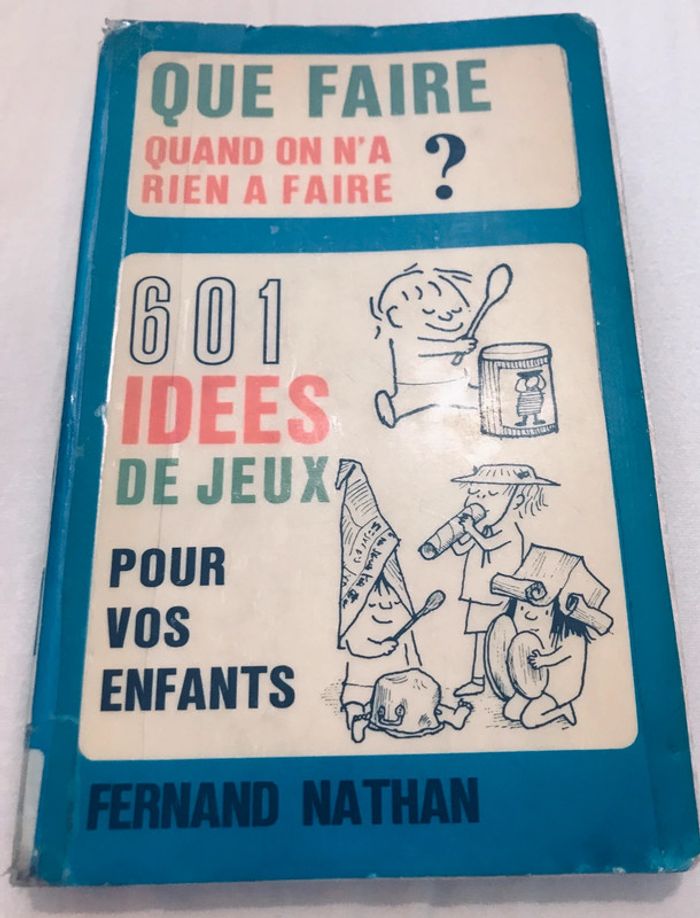 QUE FAIRE
QUAND ON N'A
RIEN A FAIRE ?
601
IDEES
DE JEUX
POUR
VOS
ENFANTS
FERNAND NATHAN